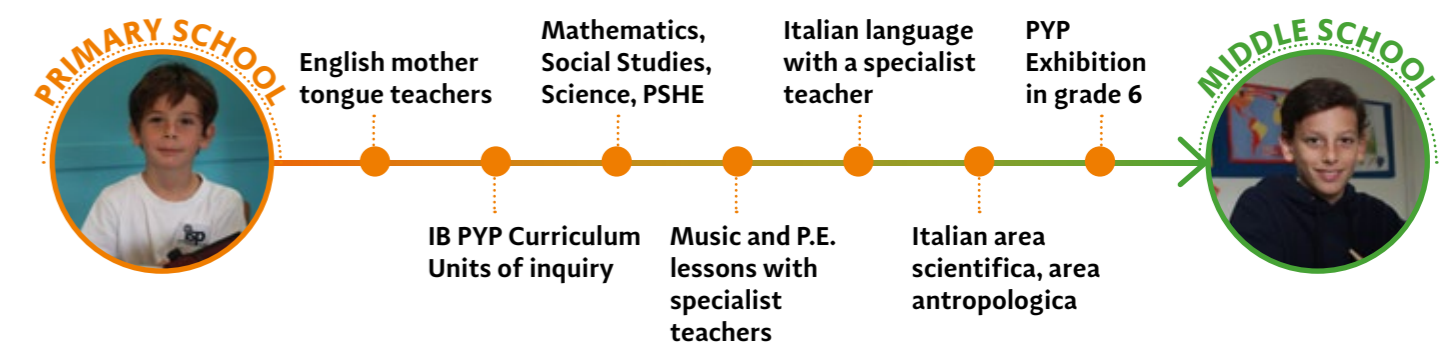 PRIMARY SCHOOL
English mother
tongue teachers
IB PYP Curriculum
Units of inquiry
Mathematics,
Social Studies,
Science, PSHE
Music and P.E.
lessons with
specialist
teachers
Italian language
with a specialist
teacher
Italian area
scientifica, area
antropologica
PYP
Exhibition
in grade 6
MIDDLE SCHOOL
isp